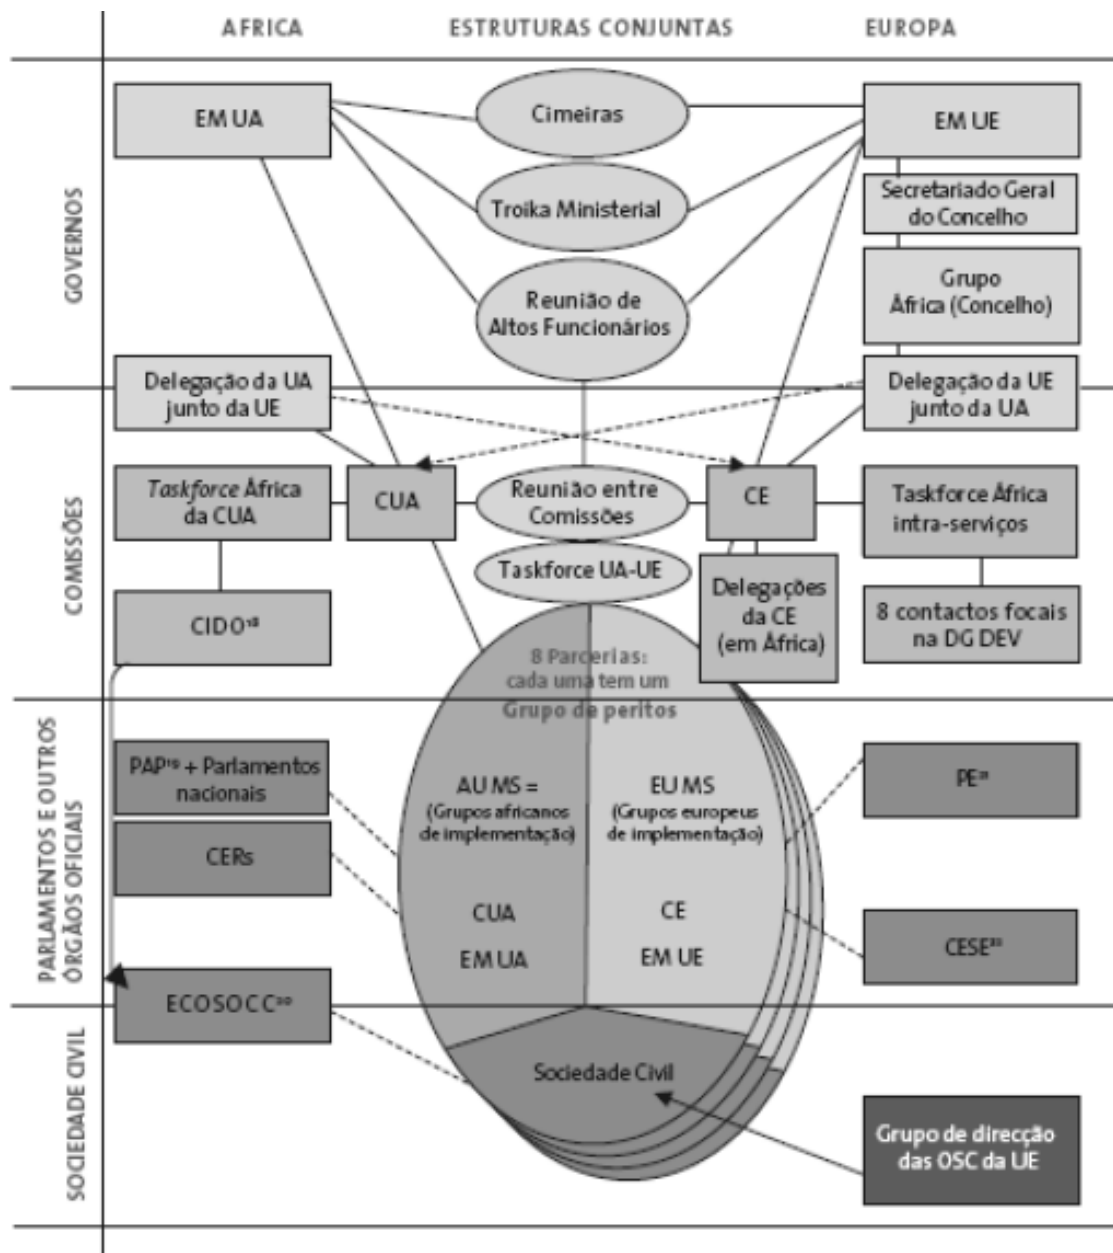 AFRICA
ESTRUTURAS CONJUNTAS
EUROPA
GOVERNOS
EM UA
Cimeiras
EM UE
Troika Ministerial
Secretariado Geral
do Concelho
Reunião de
Altos Funcionários
Grupo
África (Concelho)
Delegação da UA
junto da UE
Delegação da UE
junto da UA
COMISSÕES
Taskforce África
da CUA
CUA
Reunião entre
Comissões
CE
Taskforce África
intra-serviços
Taskforce UA-UE
CIDO¹⁸
Delegações
da CE
(em África)
8 contactos focais
na DG DEV
8 Parcerias:
cada uma tem um
Grupo de peritos
PARLAMENTOS E OUTROS
ÓRGÃOS OFICIAIS
PAP¹⁹ + Parlamentos
nacionais
CERs
AU MS =
(Grupos africanos
de implementação)
CUA
EM UA
EU MS
(Grupos europeus
de implementação)
CE
EM UE
PE²¹
CESE²²
ECOSOCC²⁰
SOCIEDADE CIVIL
Sociedade Civil
Grupo de direcção
das OSC da UE